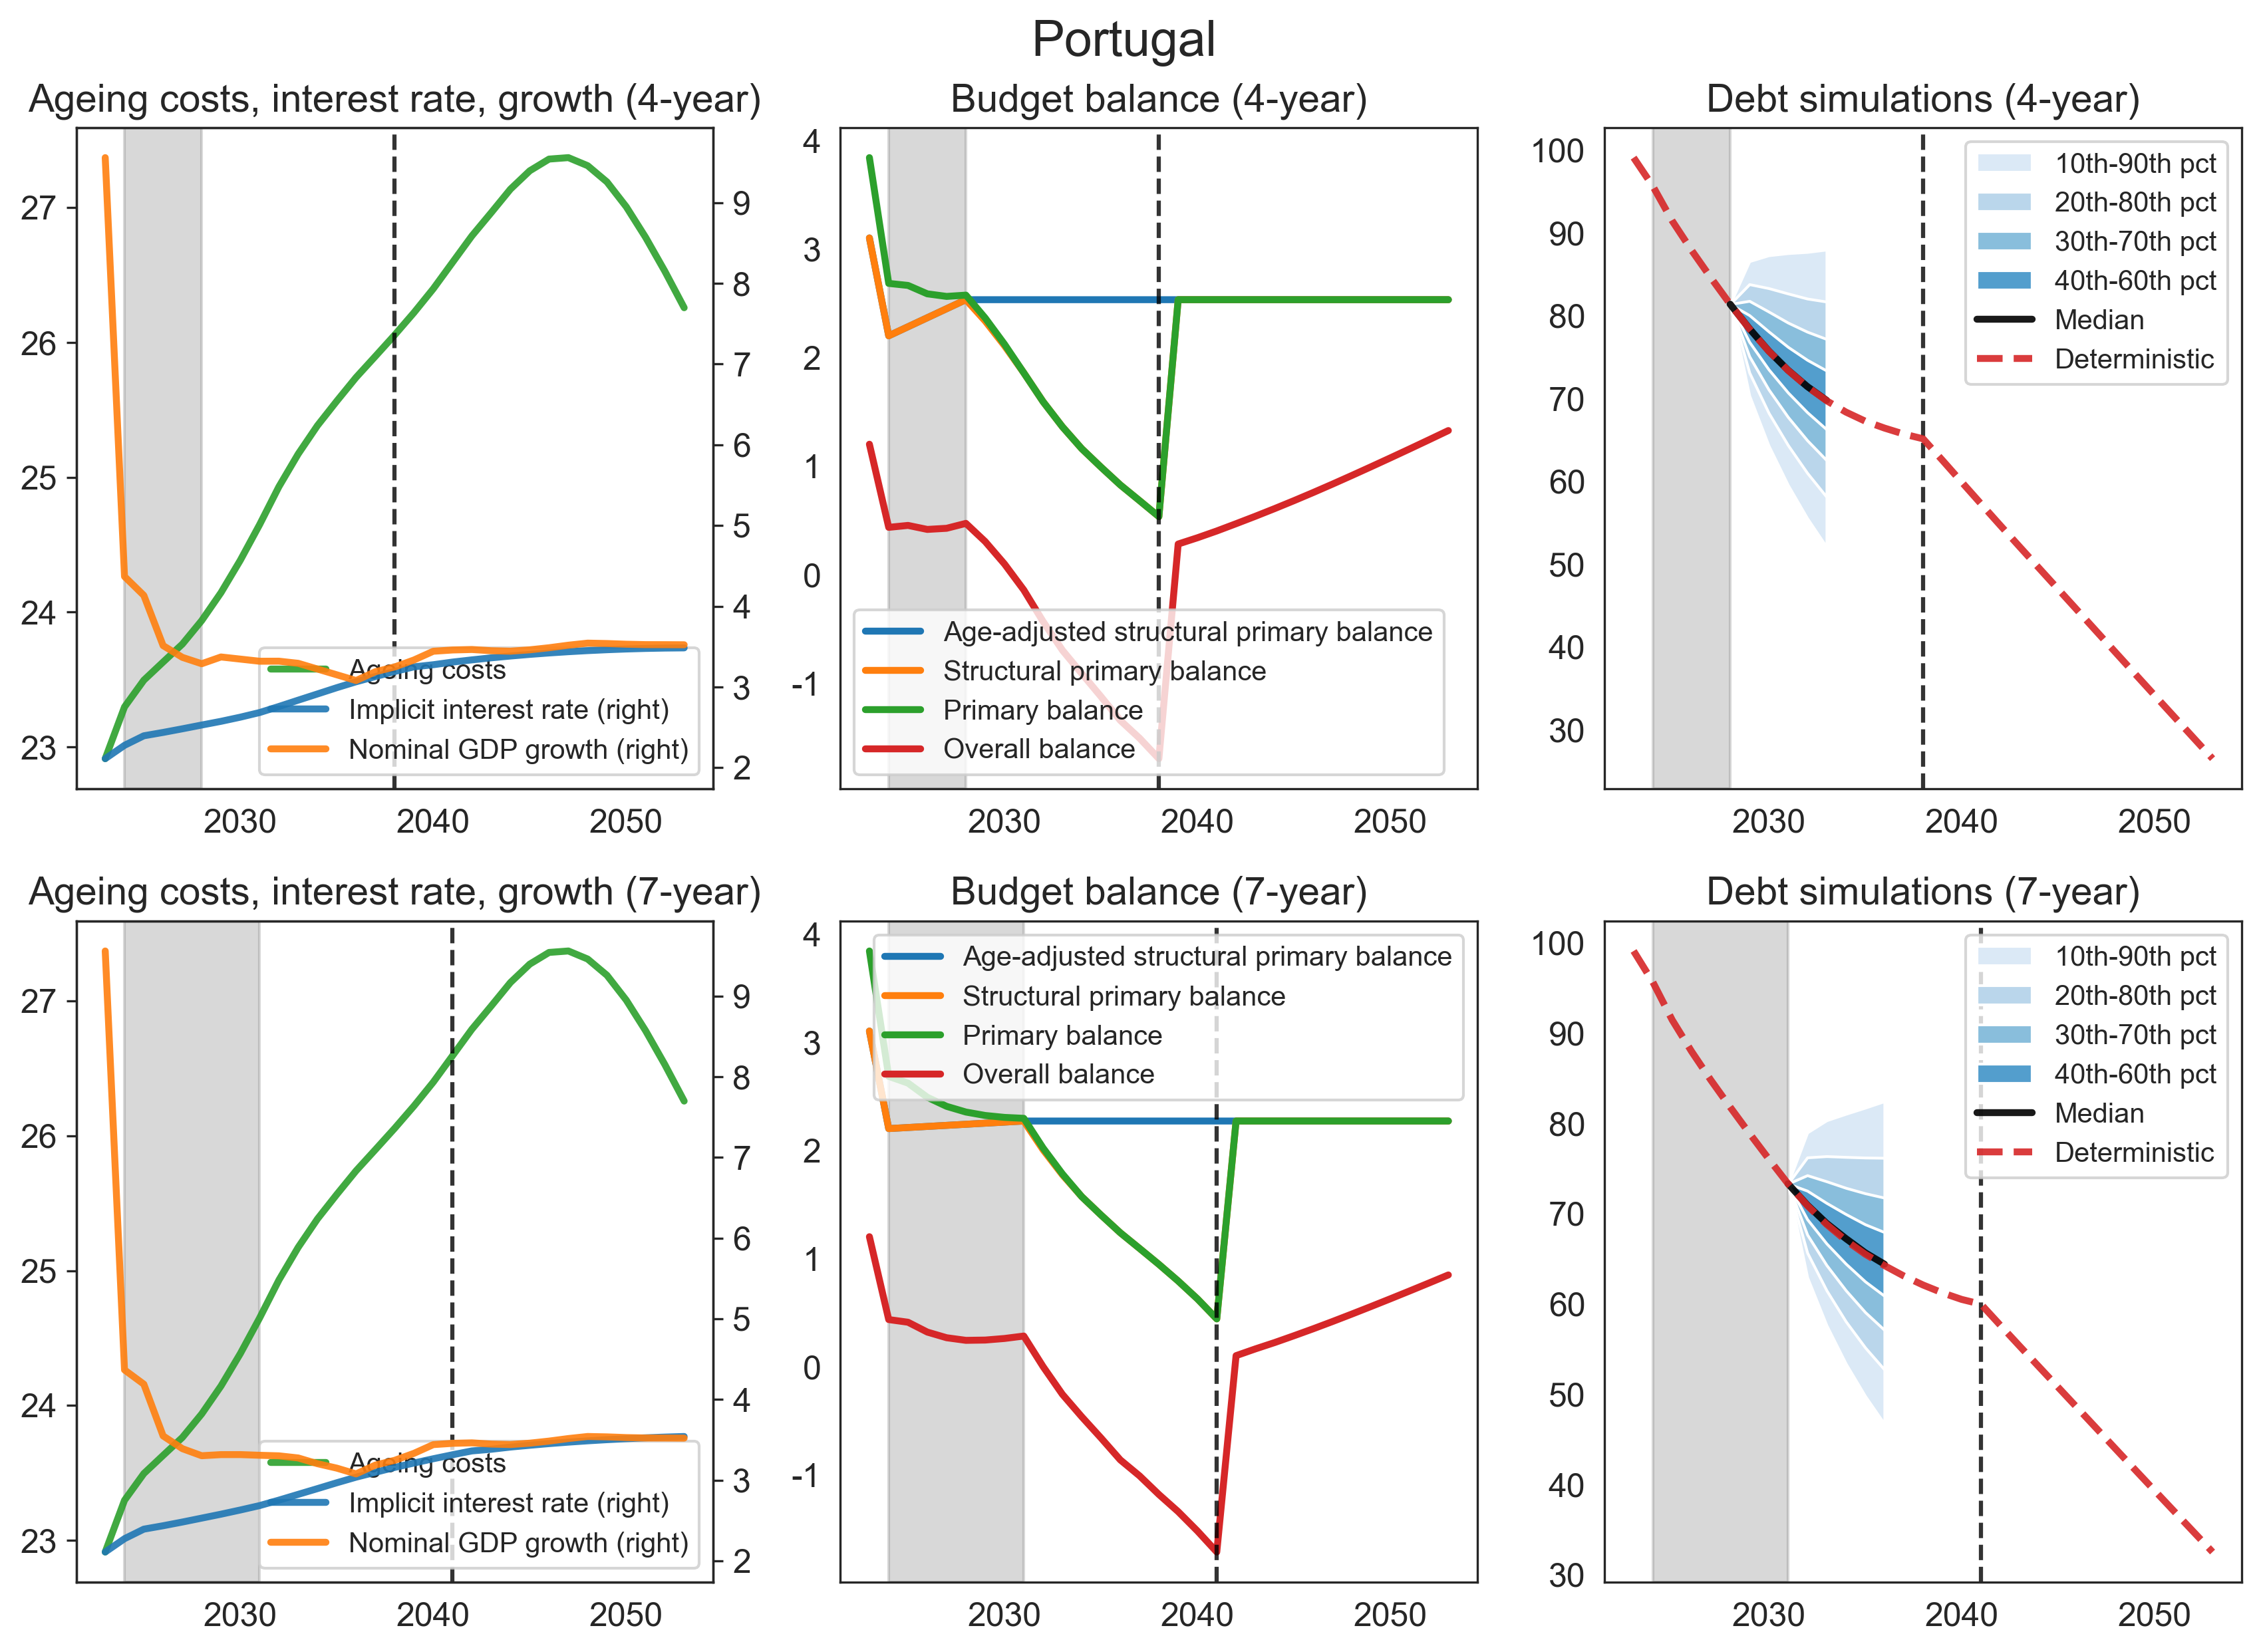 Portugal
Ageing costs, interest rate, growth (4-year)
27
26
25
24
23
9
8
7
6
5
4
3
2
Ageing costs
Implicit interest rate (right)
Nominal GDP growth (right)
2030 2040 2050
Budget balance (4-year)
4
3
2
1
0
-1
Age-adjusted structural primary balance
Structural primary balance
Primary balance
Overall balance
2030 2040 2050
Debt simulations (4-year)
100
90
80
70
60
50
40
30
10th-90th pct
20th-80th pct
30th-70th pct
40th-60th pct
Median
Deterministic
2030 2040 2050
Ageing costs, interest rate, growth (7-year)
27
26
25
24
23
9
8
7
6
5
4
3
2
Ageing costs
Implicit interest rate (right)
Nominal GDP growth (right)
2030 2040 2050
Budget balance (7-year)
4
3
2
1
0
-1
Age-adjusted structural primary balance
Structural primary balance
Primary balance
Overall balance
2030 2040 2050
Debt simulations (7-year)
100
90
80
70
60
50
40
30
10th-90th pct
20th-80th pct
30th-70th pct
40th-60th pct
Median
Deterministic
2030 2040 2050